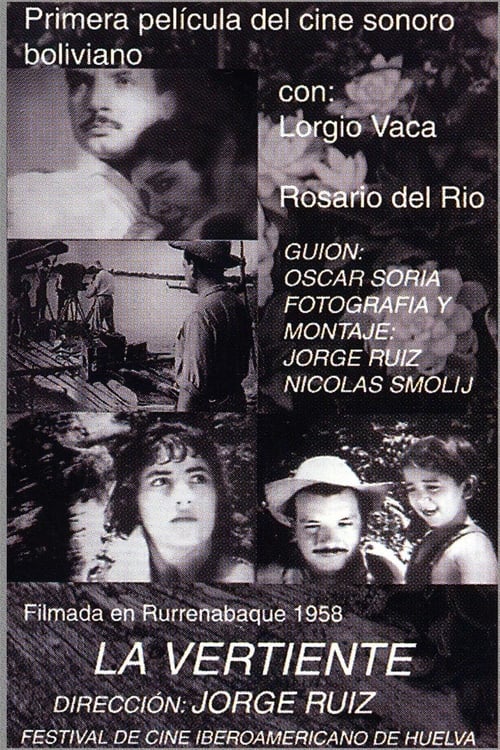 Primera película del cine sonoro
boliviano
con:
Lorgio Vaca
Rosario del Rio
GUION:
OSCAR SORIA
FOTOGRAFIA Y
MONTAJE:
JORGE RUIZ
NICOLAS SMOLIJ
Filmada en Rurrenabaque 1958
LA VERTIENTE
DIRECCIÓN: JORGE RUIZ
FESTIVAL DE CINE IBEROAMERICANO DE HUELVA